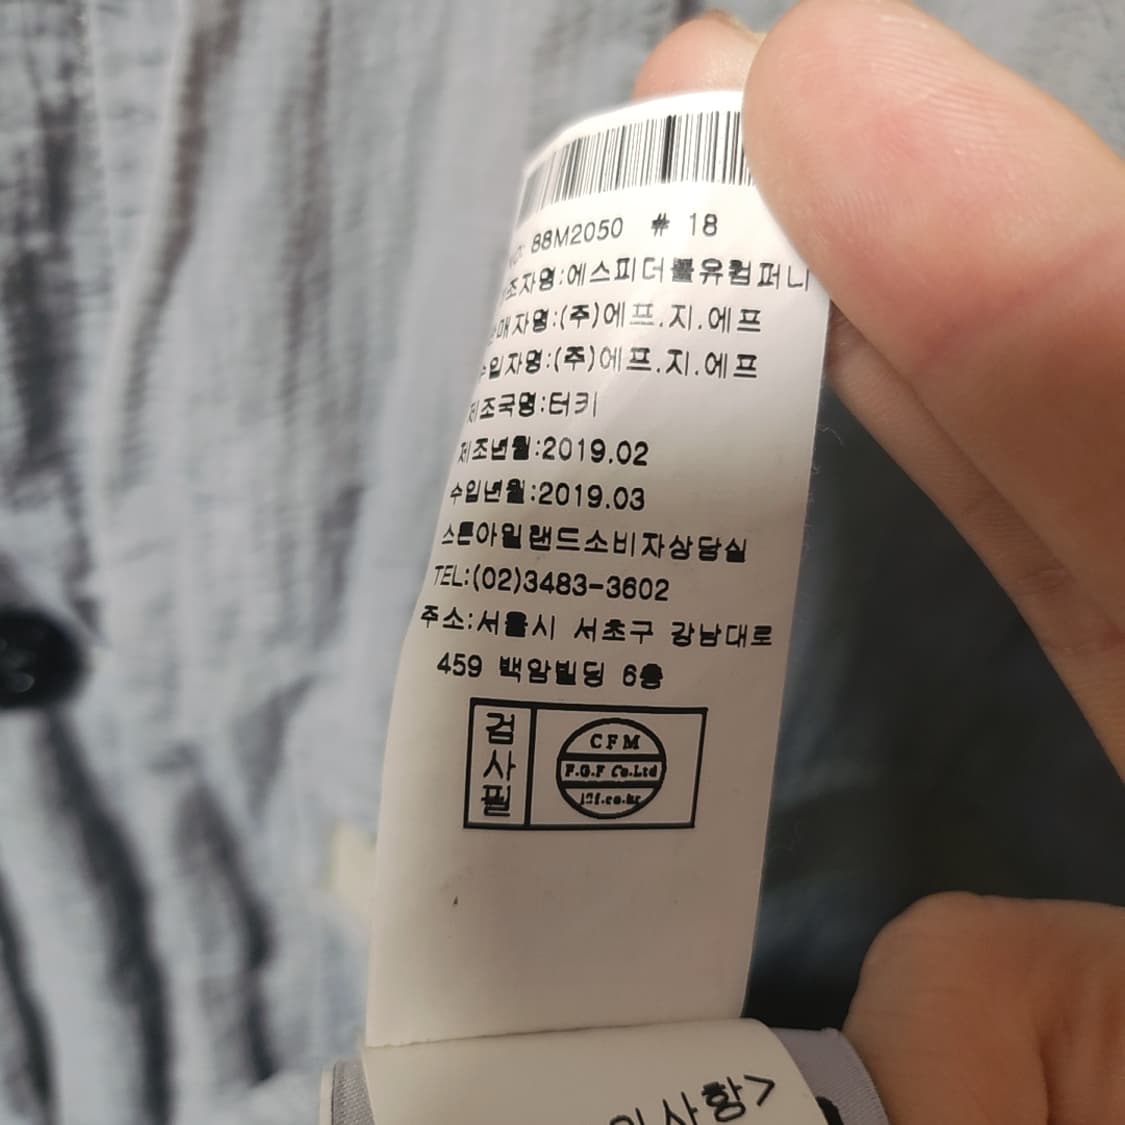 88M2050 # 18
조자명:에스피더블유컴퍼니
매자명:(주)에프.지.에프
수입자명:(주)에프.지.에프
제조국명:터키
제조년월:2019.02
수입년월:2019.03
스톤아일랜드소비자상담실
TEL:(02)3483-3602
주소:서울시 서초구 강남대로
459 백암빌딩 6층
검사필
CFM
F.G.F Co.Ltd
의사항>